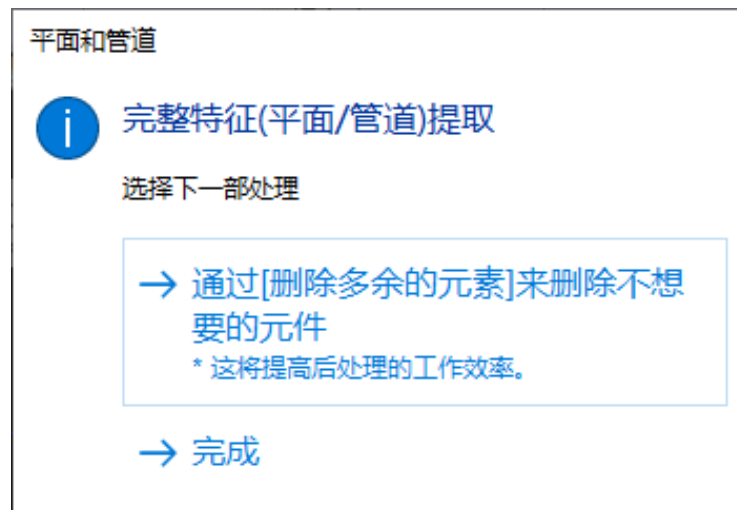 平面和管道
完整特征(平面/管道)提取
选择下一部处理
→ 通过[删除多余的元素]来删除不想
要的元件
* 这将提高后处理的工作效率。
→ 完成